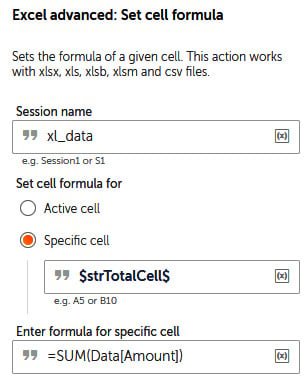 Excel advanced: Set cell formula
Sets the formula of a given cell. This action works
with xlsx, xls, xlsb, xlsm and csv files.
Session name
xl_data
(x)
e.g. Session1 or S1
Set cell formula for
Active cell
Specific cell
$strTotalCell$
(x)
e.g. A5 or B10
Enter formula for specific cell
=SUM(Data[Amount])
(x)